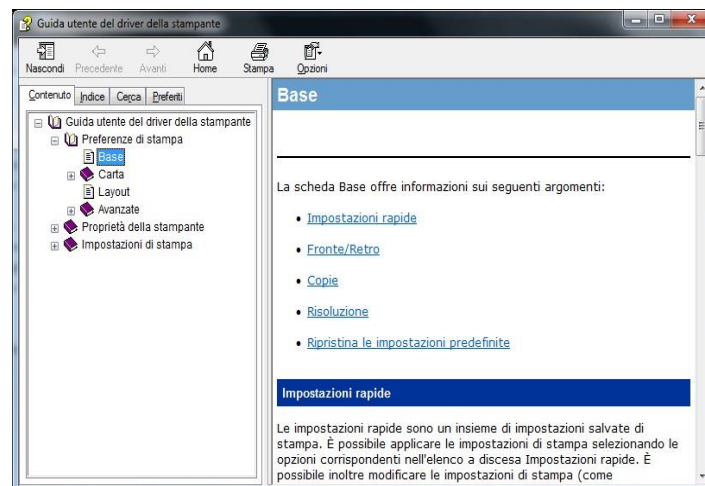 Guida utente del driver della stampante
Nascondi Precedente Avanti Home Stampa Opzioni
Contenuto Indice Cerca Preferiti
Guida utente del driver della stampante
Preferenze di stampa
Base
Carta
Layout
Avanzate
Proprietà della stampante
Impostazioni di stampa
Base
La scheda Base offre informazioni sui seguenti argomenti:
• Impostazioni rapide
• Fronte/Retro
• Copie
• Risoluzione
• Ripristina le impostazioni predefinite
Impostazioni rapide
Le impostazioni rapide sono un insieme di impostazioni salvate di
stampa. È possibile applicare le impostazioni di stampa selezionando le
opzioni corrispondenti nell'elenco a discesa Impostazioni rapide. È
possibile inoltre modificare le impostazioni di stampa (come